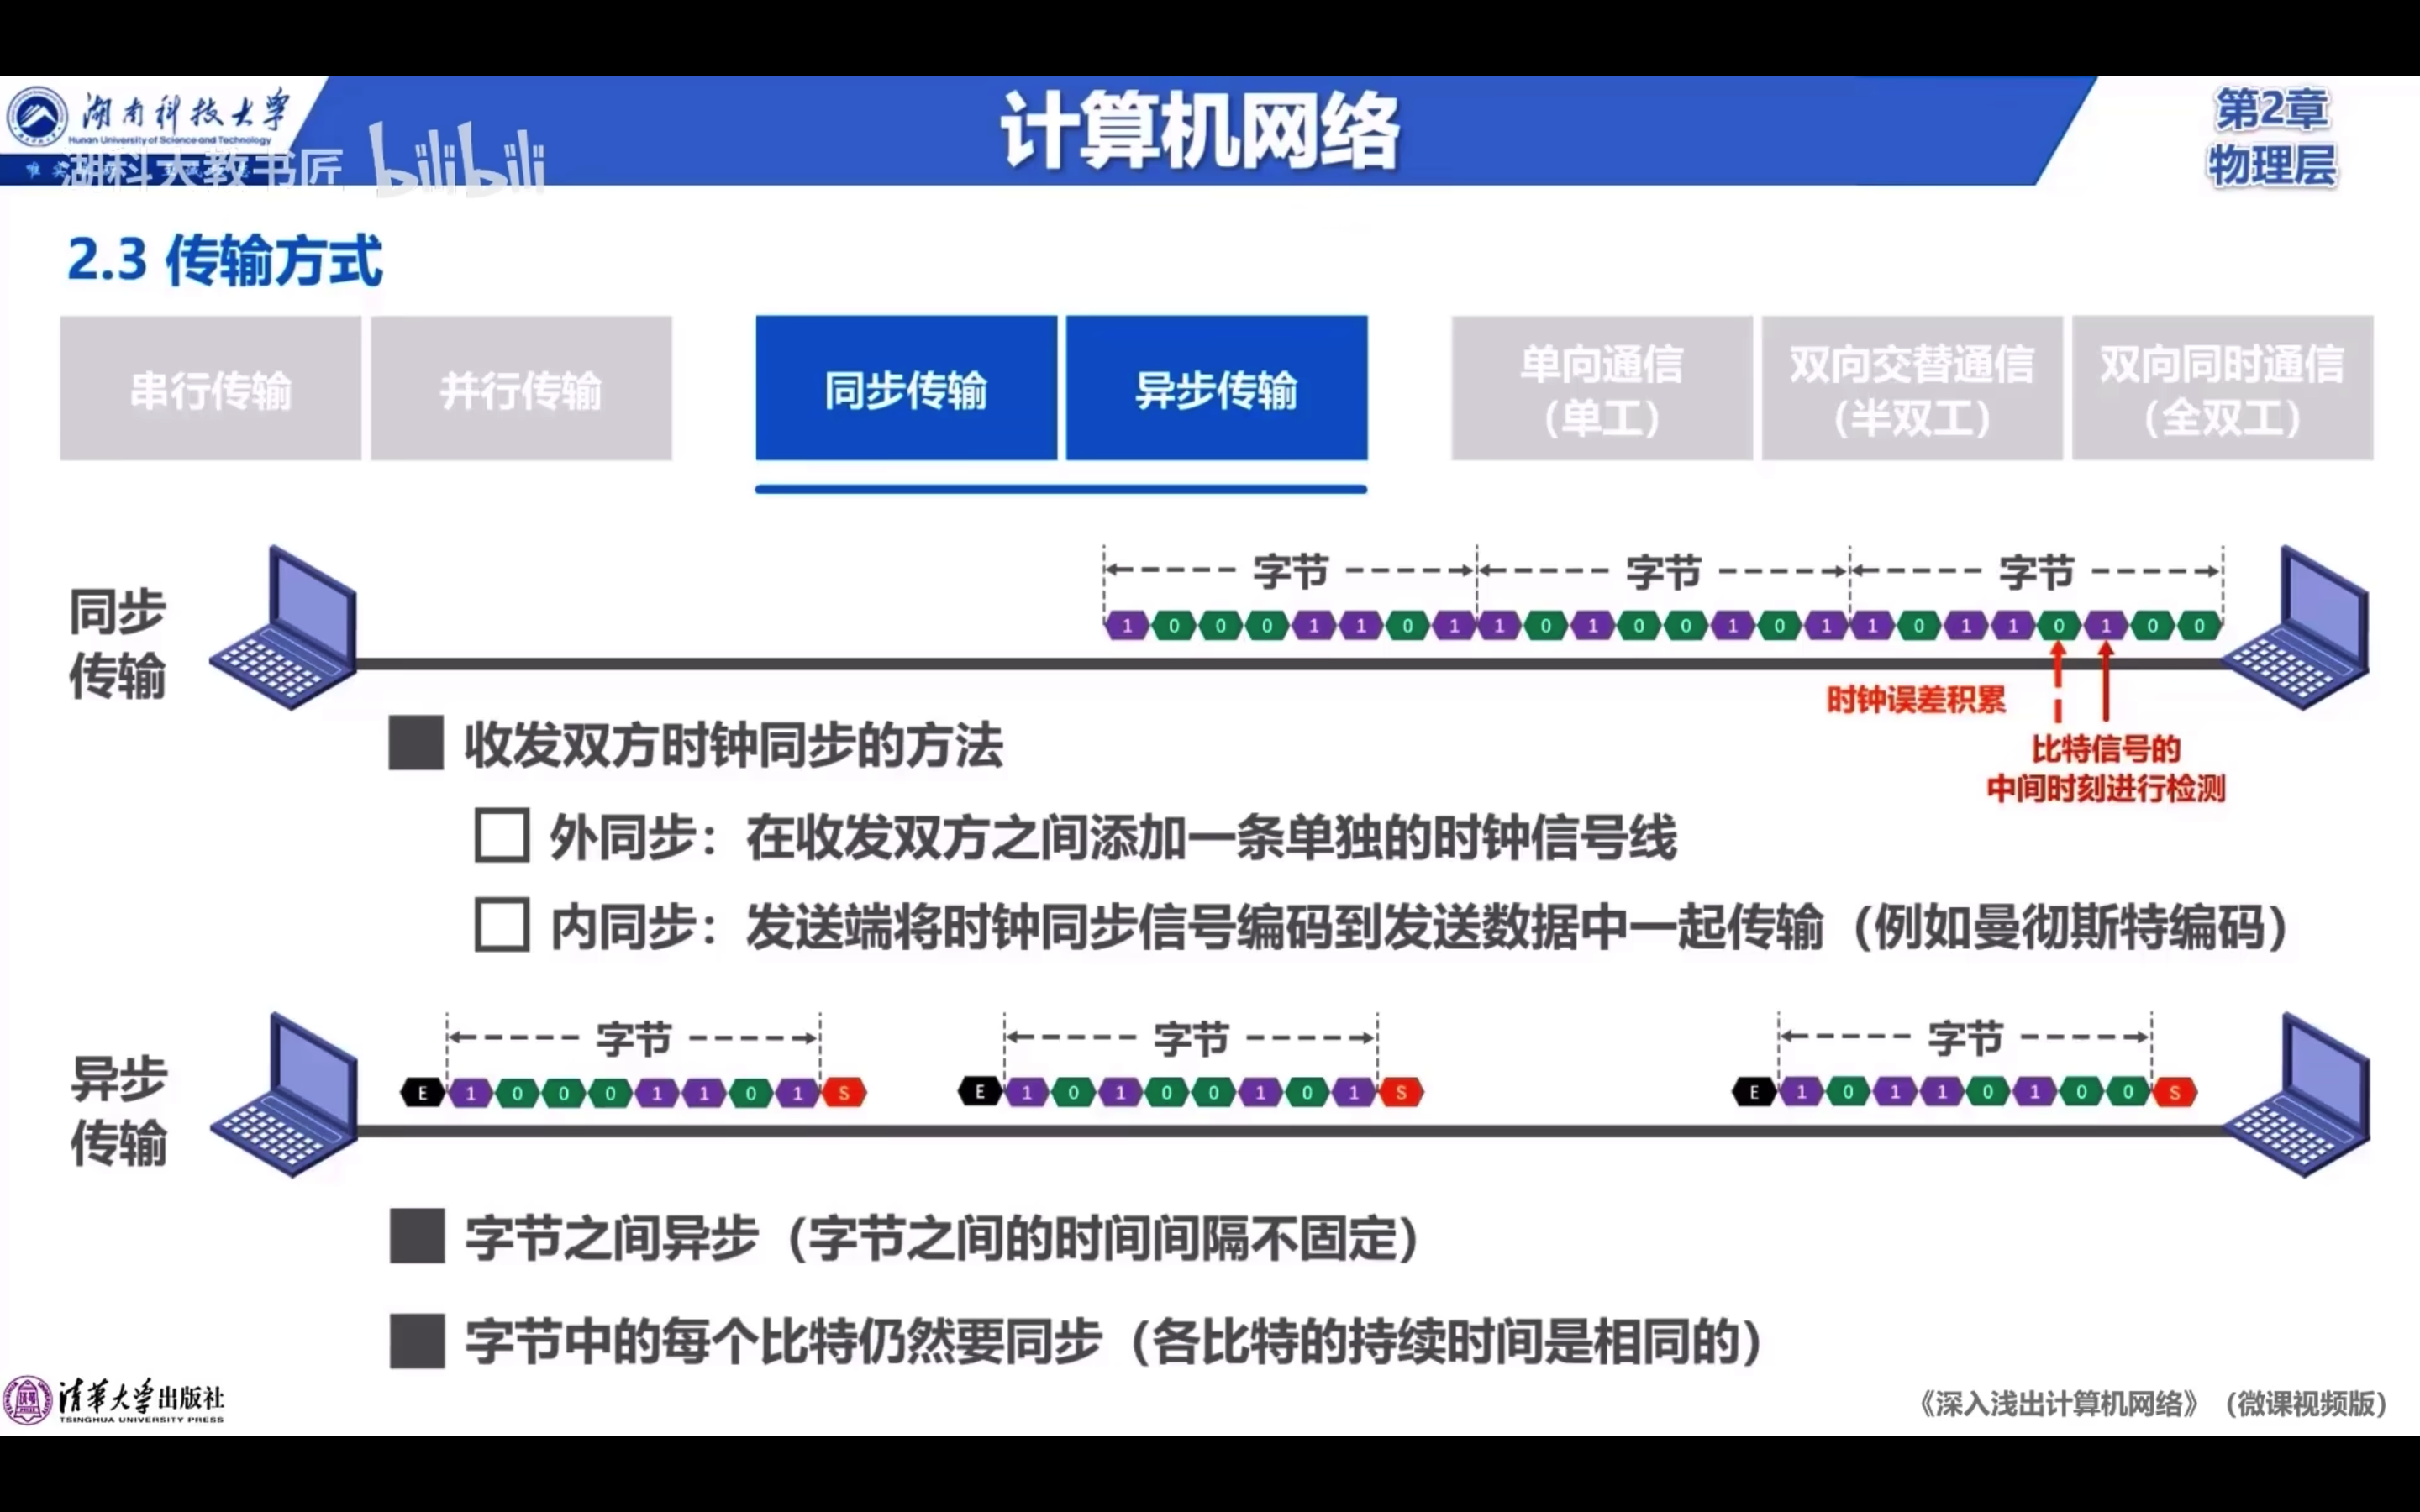 湖南科技大学
Hunan University of Science and Technology
湖科大教书匠 bilibili
计算机网络
第2章
物理层
2.3 传输方式
串行传输
并行传输
同步传输
异步传输
单向通信
（单工）
双向交替通信
（半双工）
双向同时通信
（全双工）
同步
传输
字节 字节 字节
1 0 0 0 1 1 0 1 1 0 1 0 0 1 0 1 1 0 1 1 0 1 0 0
时钟误差积累
比特信号的
中间时刻进行检测
收发双方时钟同步的方法
外同步：在收发双方之间添加一条单独的时钟信号线
内同步：发送端将时钟同步信号编码到发送数据中一起传输（例如曼彻斯特编码）
异步
传输
字节 字节 字节
E 1 0 0 0 1 1 0 1 S E 1 0 1 0 0 1 0 1 S E 1 0 1 1 0 1 0 0 S
字节之间异步（字节之间的时间间隔不固定）
字节中的每个比特仍然要同步（各比特的持续时间是相同的）
清华大学出版社
TSINGHUA UNIVERSITY PRESS
《深入浅出计算机网络》（微课视频版）